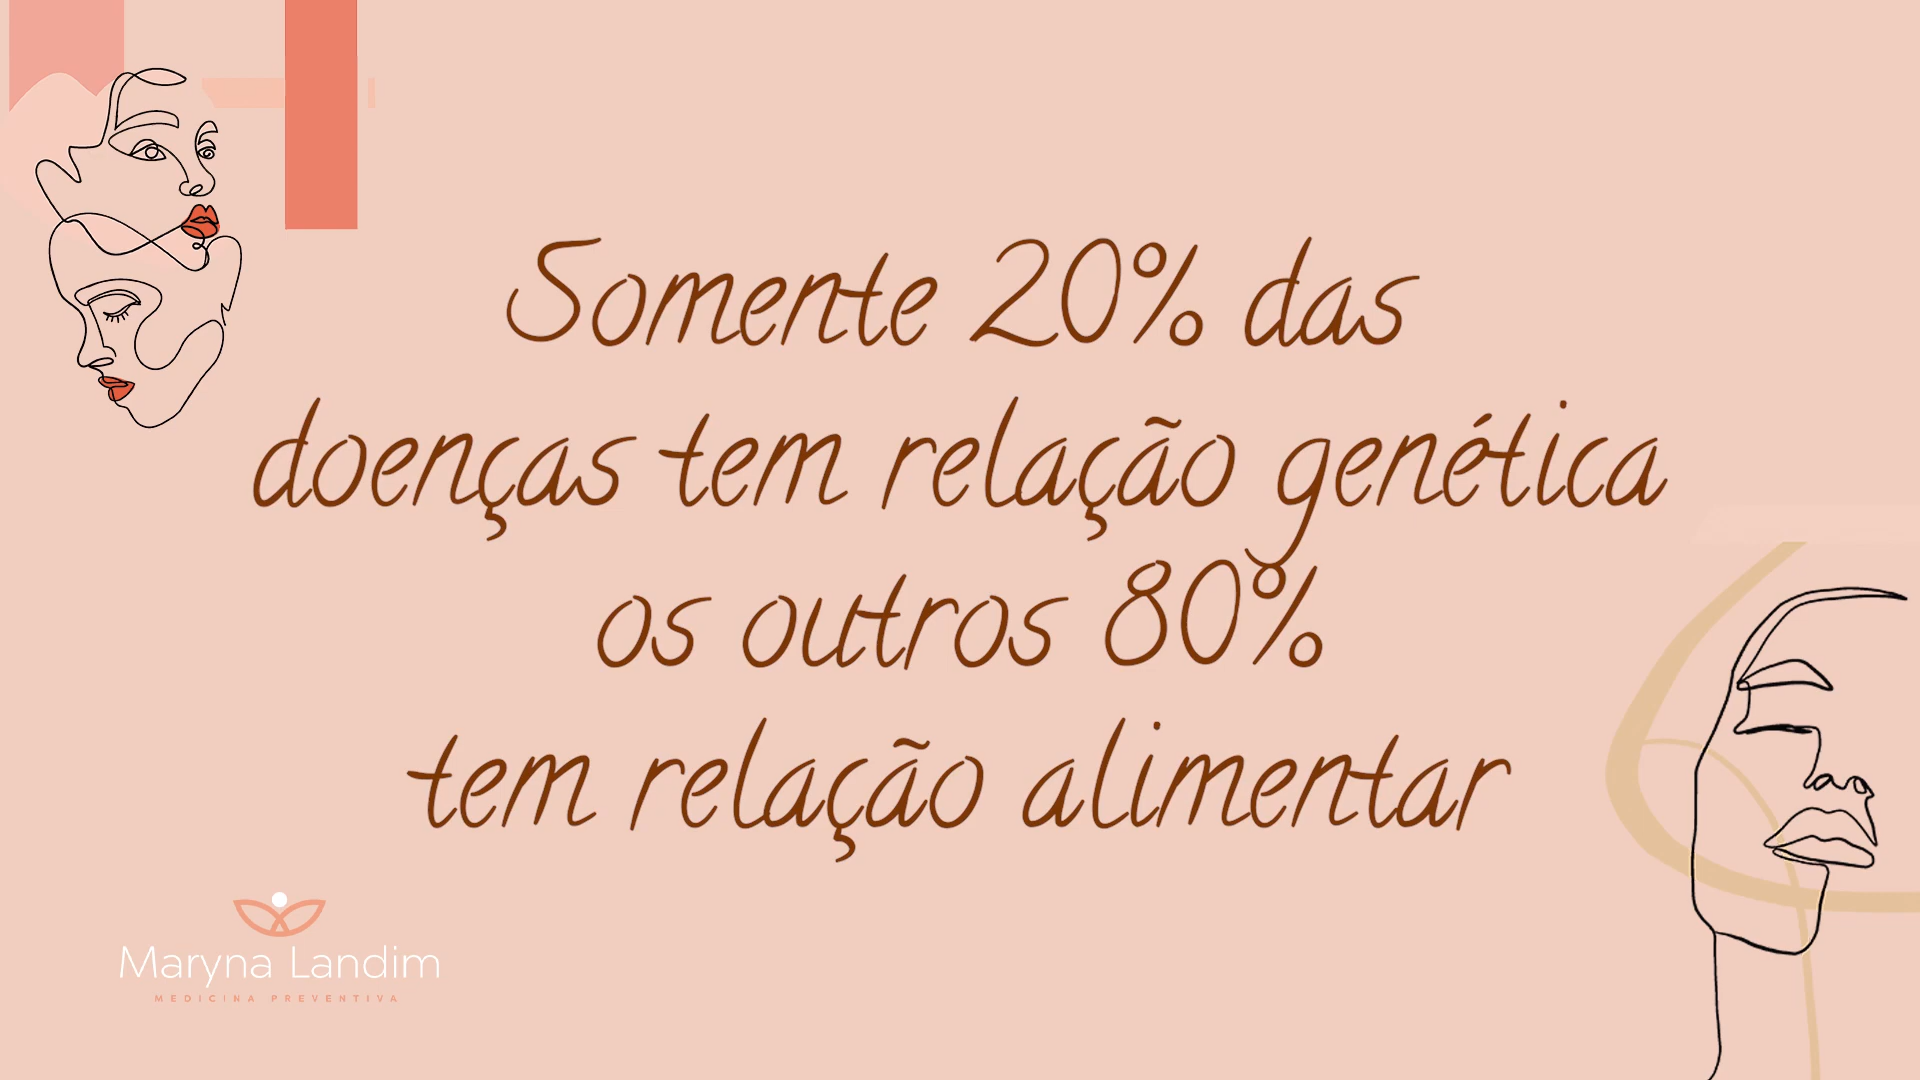 Somente 20% das
doenças tem relação genética
os outros 80%
tem relação alimentar
Maryna Landim
MEDICINA PREVENTIVA